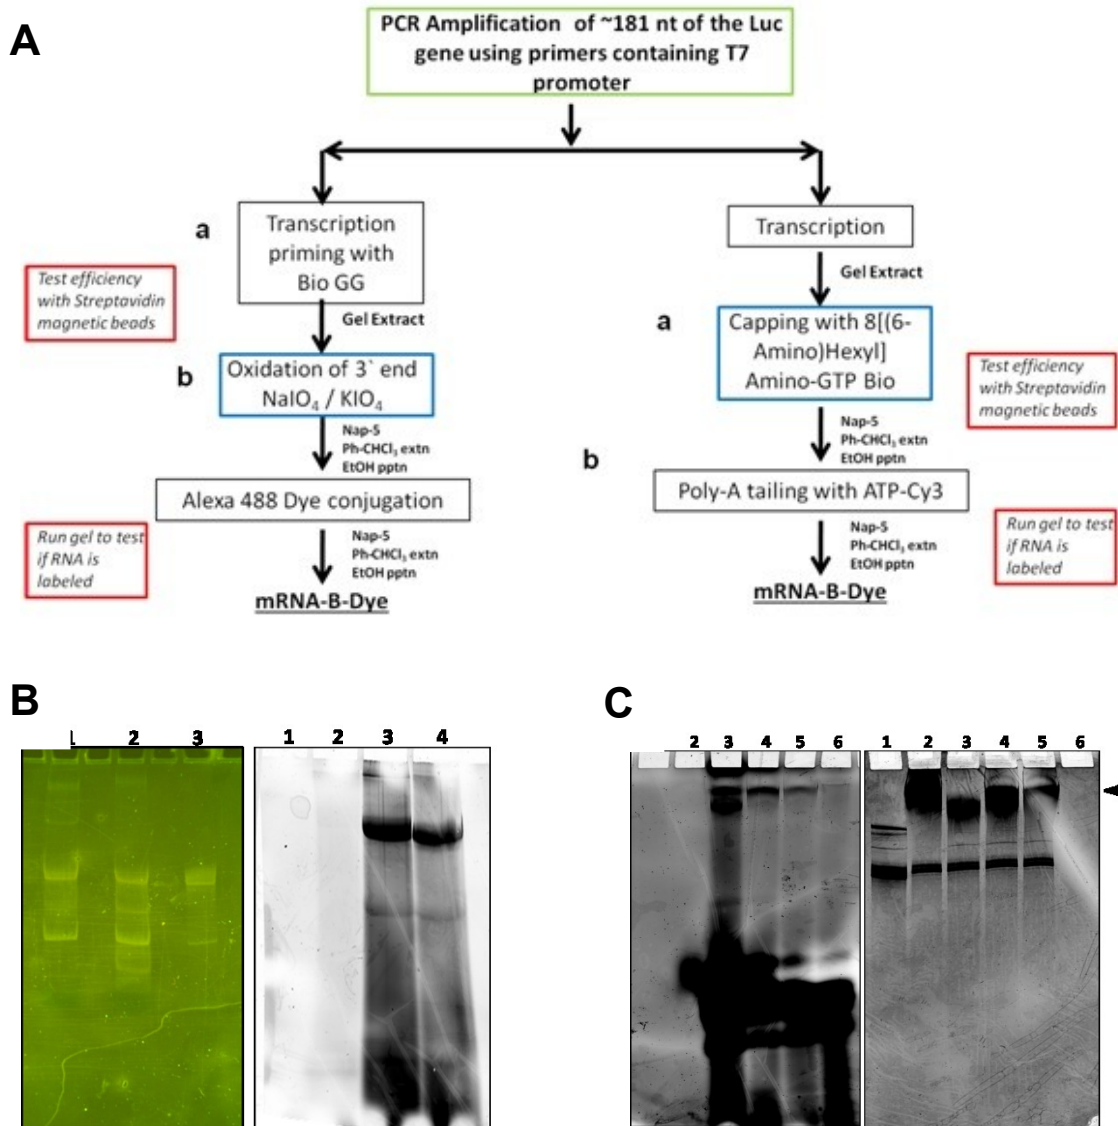 A
PCR Amplification of ~181 nt of the Luc
gene using primers containing T7
promoter
a
Transcription
priming with
Bio GG
Test efficiency
with Streptavidin
magnetic beads
Gel Extract
b
Oxidation of 3` end
NaIO₄ / KIO₄
Nap-5
Ph-CHCl₃ extn
EtOH pptn
Alexa 488 Dye conjugation
Run gel to test
if RNA is
labeled
Nap-5
Ph-CHCl₃ extn
EtOH pptn
mRNA-B-Dye
Transcription
Gel Extract
a
Capping with 8[(6-
Amino)Hexyl]
Amino-GTP Bio
Test efficiency
with Streptavidin
magnetic beads
Nap-5
Ph-CHCl₃ extn
EtOH pptn
b
Poly-A tailing with ATP-Cy3
Run gel to test
if RNA is
labeled
Nap-5
Ph-CHCl₃ extn
EtOH pptn
mRNA-B-Dye
B
1 2 3
1 2 3 4
C
2 3 4 5 6
1 2 3 4 5 6